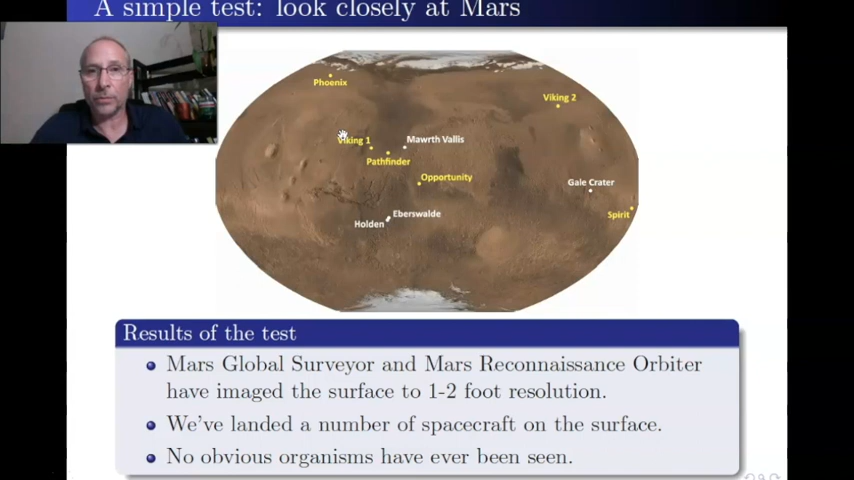 A simple test: look closely at Mars
Phoenix
Viking 2
Viking 1
Mawrth Vallis
Pathfinder
Opportunity
Gale Crater
Spirit
Eberswalde
Holden
Results of the test
Mars Global Surveyor and Mars Reconnaissance Orbiter
have imaged the surface to 1-2 foot resolution.
We've landed a number of spacecraft on the surface.
No obvious organisms have ever been seen.